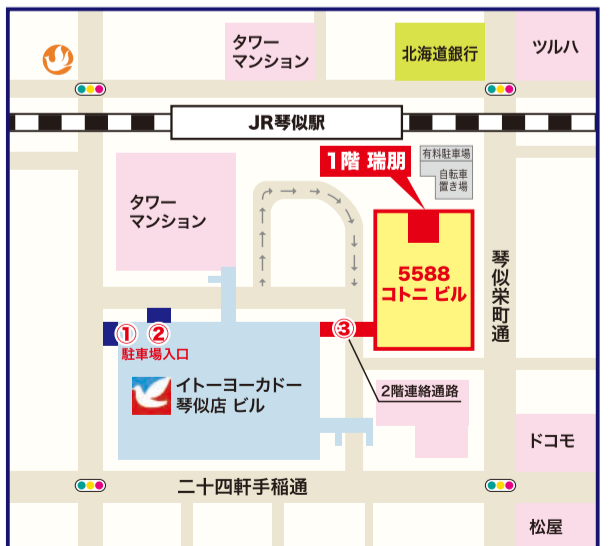 タワー
マンション
北海道銀行
ツルハ
JR琴似駅
1階 瑞朋
有料駐車場
自転車
置き場
タワー
マンション
5588
コトニ ビル
琴似栄町通
①
②
③
駐車場入口
2階連絡通路
イトーヨーカドー
琴似店 ビル
ドコモ
二十四軒手稲通
松屋